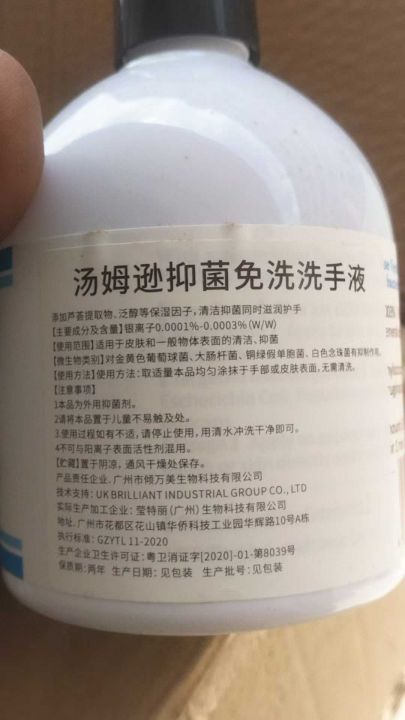 汤姆逊抑菌免洗洗手液
添加芦荟提取物、泛醇等保湿因子，清洁抑菌同时滋润护手
【主要成分及含量】银离子0.0001%-0.0003%(W/W)
【使用范围】适用于皮肤和一般物体表面的清洁、抑菌
【微生物类别】对金黄色葡萄球菌、大肠杆菌、铜绿假单胞菌、白色念珠菌有抑制作用。
【使用方法】使用方法：取适量本品均匀涂抹于手部或皮肤表面，无需清洗。
【注意事项】
1本品为外用抑菌剂。
2请将本品置于儿童不易触及处。
3.使用过程如有不适，请停止使用，用清水冲洗干净即可。
4不可与阳离子表面活性剂混用。
【贮藏】置于阴凉，通风干燥处保存。
产品责任企业：广州市倾万美生物科技有限公司
技术支持：UK BRILLIANT INDUSTRIAL GROUP CO., LTD
实际生产加工企业：莹特丽（广州）生物科技有限公司
地址：广州市花都区花山镇华侨科技工业园华辉路10号A栋
执行标准：GZYTL 11-2020
生产企业卫生许可证：粤卫消证字[2020]-01-第8039号
保质期：两年 生产日期：见包装 生产批号：见包装